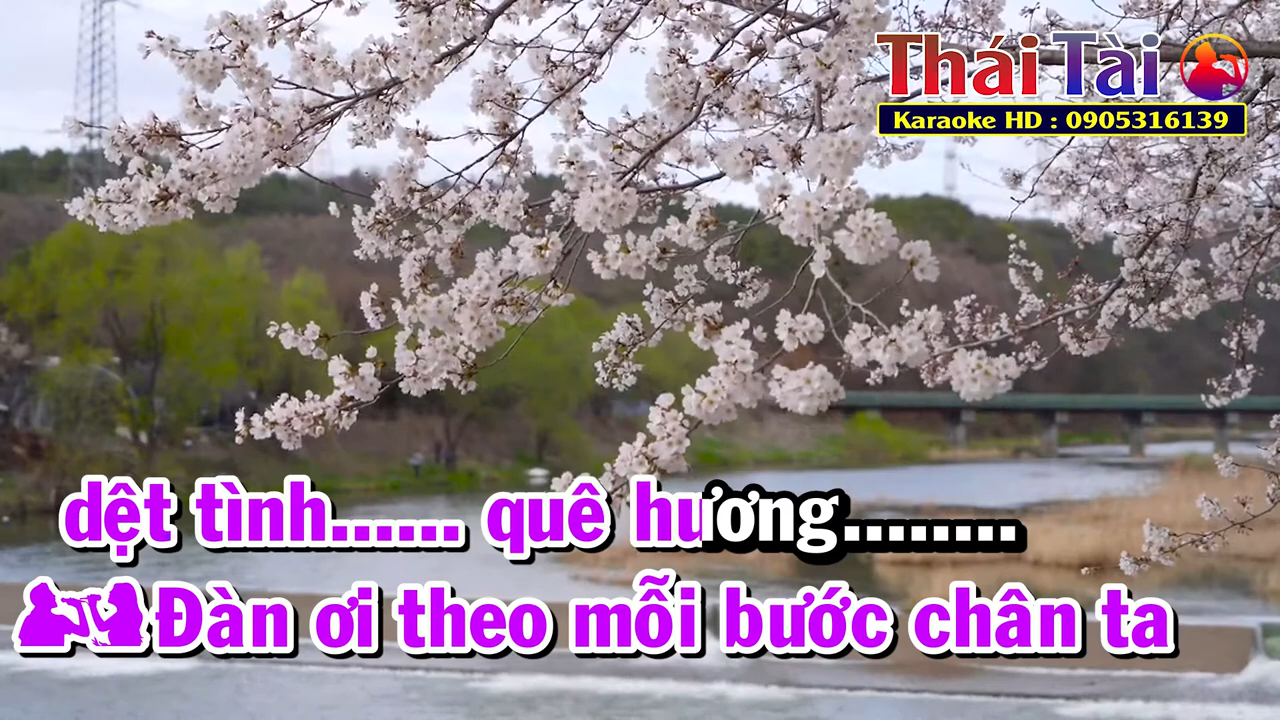 Thái Tài
Karaoke HD : 0905316139
dệt tình...... quê hương........
Đàn ơi theo mỗi bước chân ta